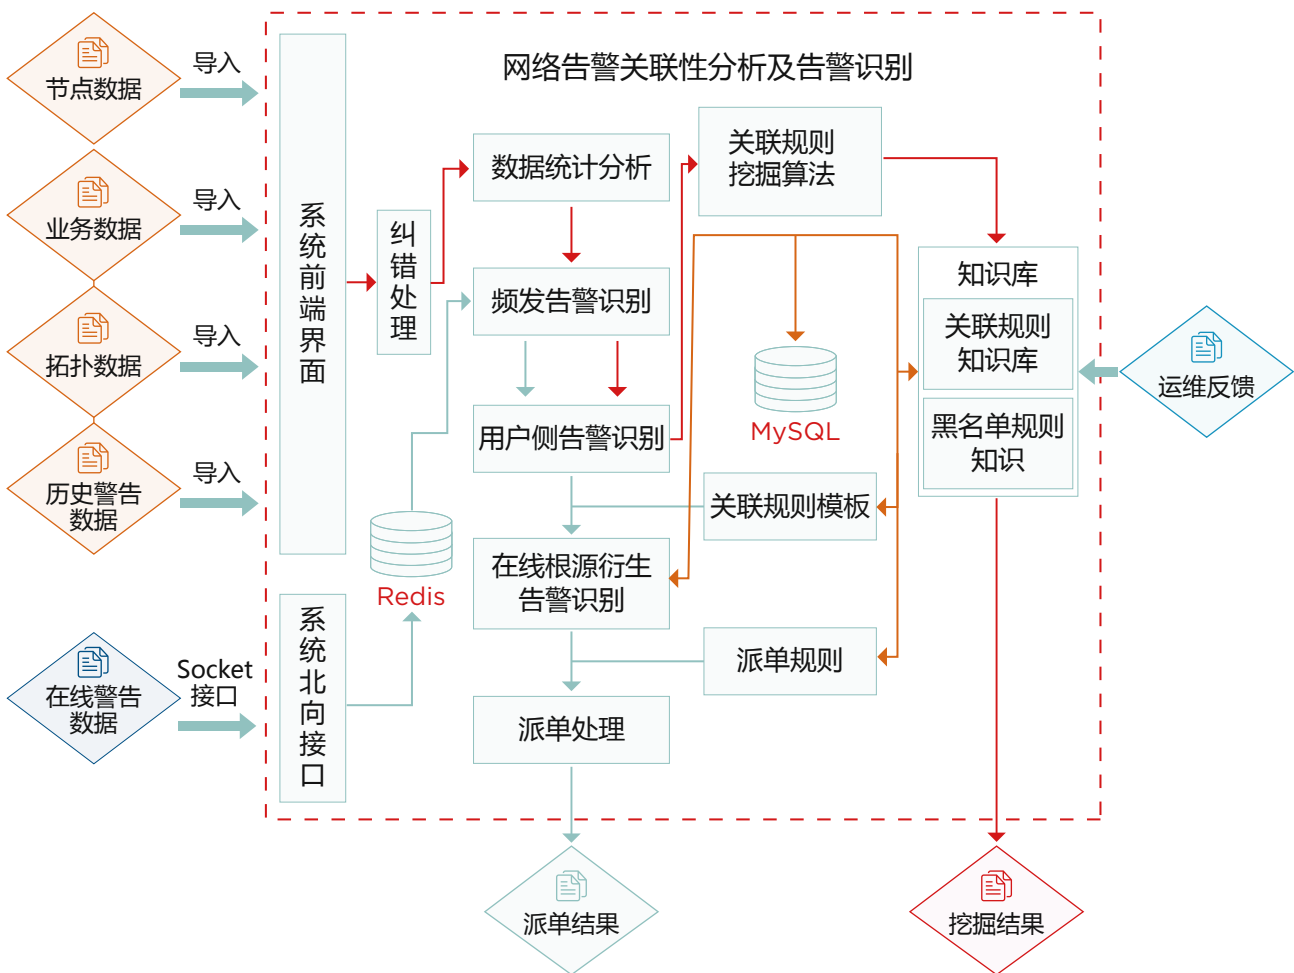 网络告警关联性分析及告警识别
节点数据
导入
业务数据
导入
拓扑数据
导入
历史警告
数据
导入
在线警告
数据
Socket
接口
系统前端界面
系统北向接口
纠错处理
Redis
数据统计分析
频发告警识别
用户侧告警识别
在线根源衍生
告警识别
派单处理
派单结果
关联规则
挖掘算法
MySQL
关联规则模板
派单规则
知识库
关联规则
知识库
黑名单规则
知识
运维反馈
挖掘结果